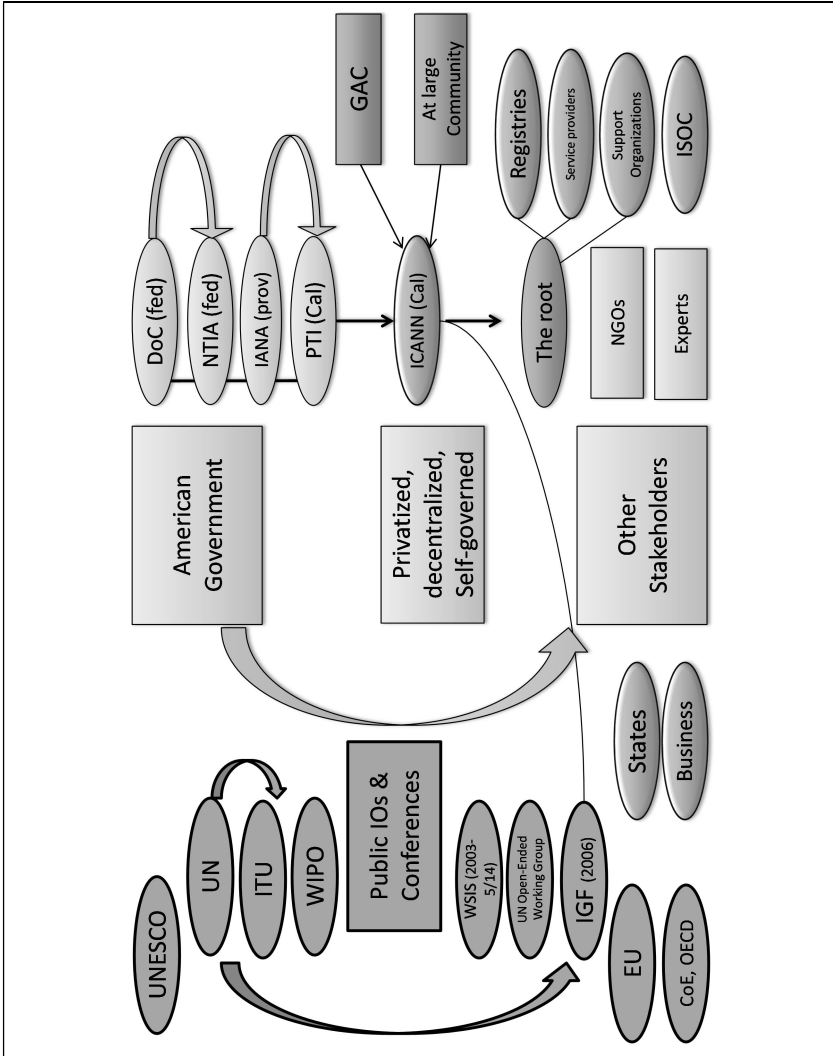 UNESCO
UN
ITU
WIPO
Public IOs &
Conferences
WSIS (2003-
5/14)
UN Open-Ended
Working Group
IGF (2006)
EU
CoE, OECD
States
Business
American
Government
Privatized,
decentralized,
Self-governed
Other
Stakeholders
DoC (fed)
NTIA (fed)
IANA (prov)
PTI (Cal)
ICANN (Cal)
The root
NGOs
Experts
GAC
At large
Community
Registries
Service providers
Support
Organizations
ISOC